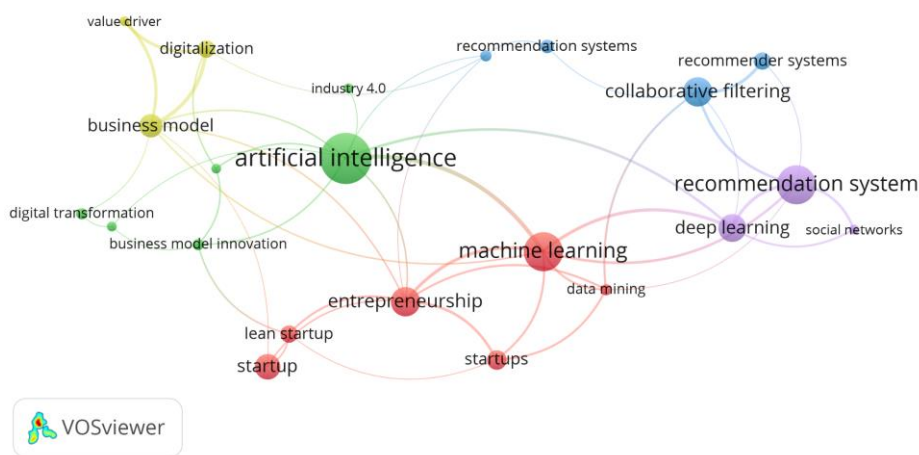 value driver
digitalization
recommendation systems
recommender systems
industry 4.0
collaborative filtering
business model
artificial intelligence
recommendation system
digital transformation
deep learning
social networks
business model innovation
machine learning
data mining
entrepreneurship
lean startup
startup
startups
VOSviewer